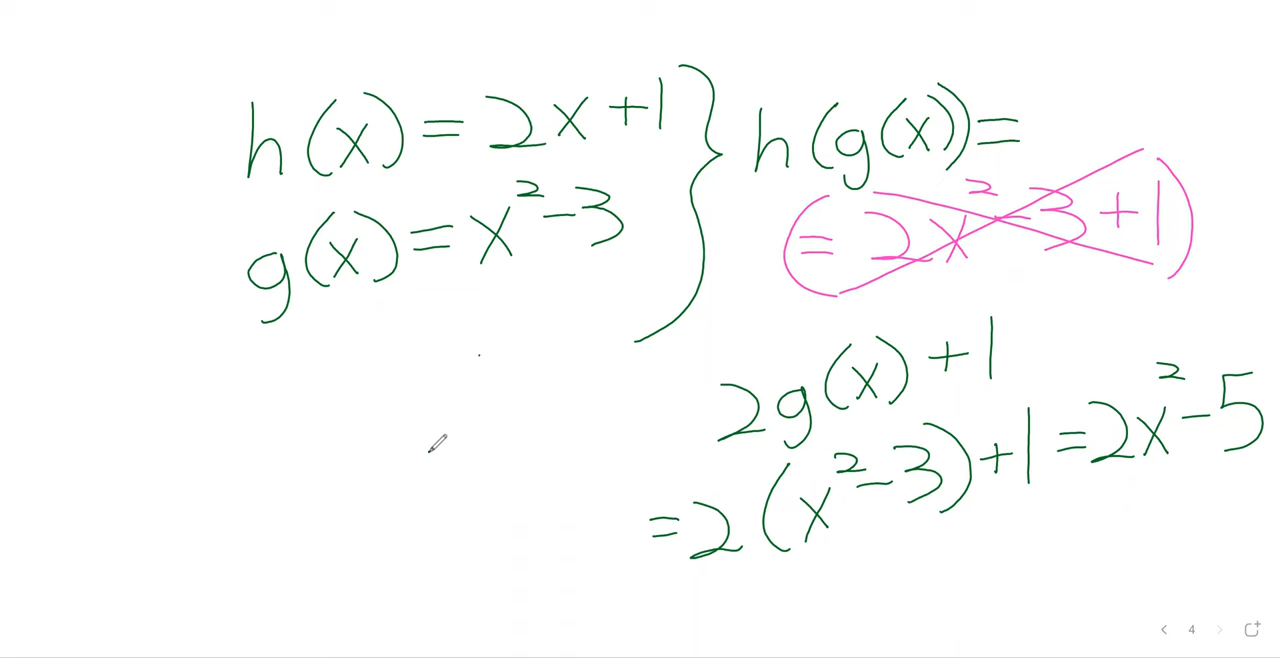 h(x) = 2x + 1
g(x) = x² - 3
h(g(x)) =
(= 2x² - 3 + 1)
2g(x) + 1
= 2(x² - 3) + 1 = 2x² - 5
4